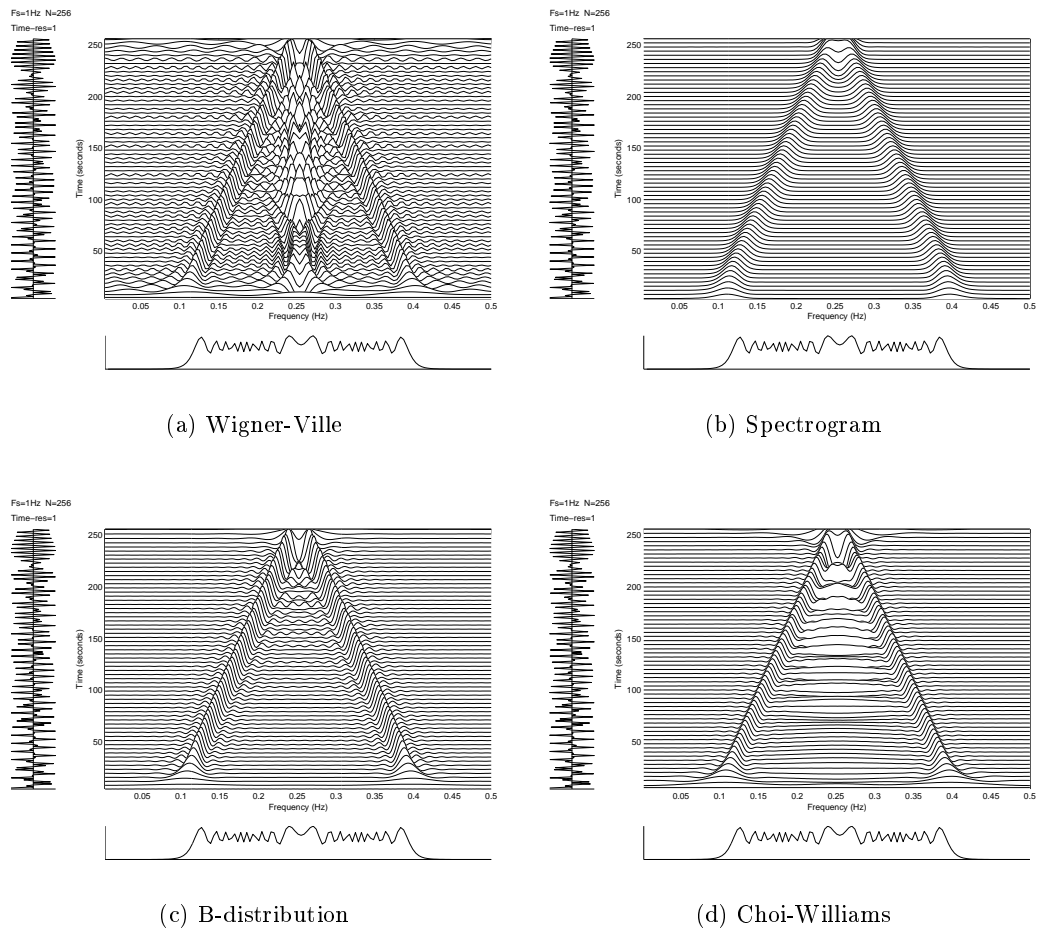 Fs=1Hz N=256
Time-res=1
Time (seconds)
250
200
150
100
50
0.05 0.1 0.15 0.2 0.25 0.3 0.35 0.4 0.45 0.5
Frequency (Hz)
(a) Wigner-Ville
Fs=1Hz N=256
Time-res=1
Time (seconds)
250
200
150
100
50
0.05 0.1 0.15 0.2 0.25 0.3 0.35 0.4 0.45 0.5
Frequency (Hz)
(b) Spectrogram
Fs=1Hz N=256
Time-res=1
Time (seconds)
250
200
150
100
50
0.05 0.1 0.15 0.2 0.25 0.3 0.35 0.4 0.45 0.5
Frequency (Hz)
(c) B-distribution
Fs=1Hz N=256
Time-res=1
Time (seconds)
250
200
150
100
50
0.05 0.1 0.15 0.2 0.25 0.3 0.35 0.4 0.45 0.5
Frequency (Hz)
(d) Choi-Williams